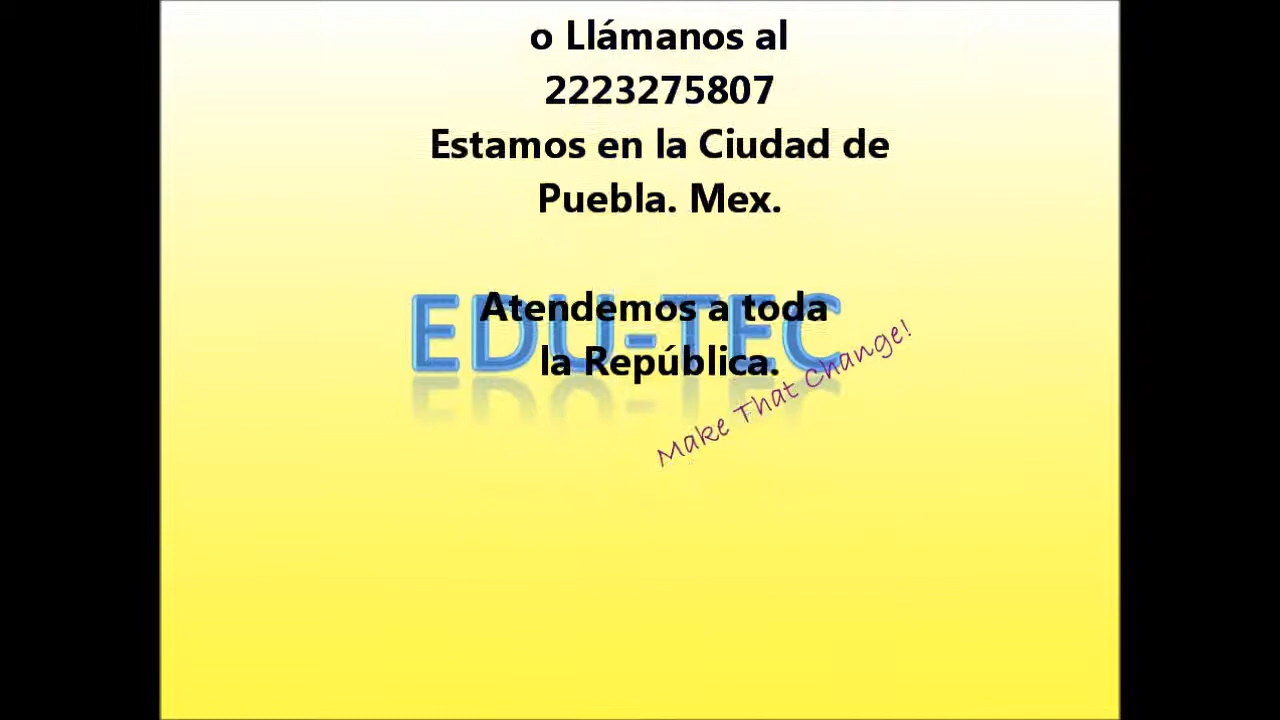 o Llámanos al
2223275807
Estamos en la Ciudad de
Puebla. Mex.
Atendemos a toda
la República.
EDU-TEC
Make That Change!